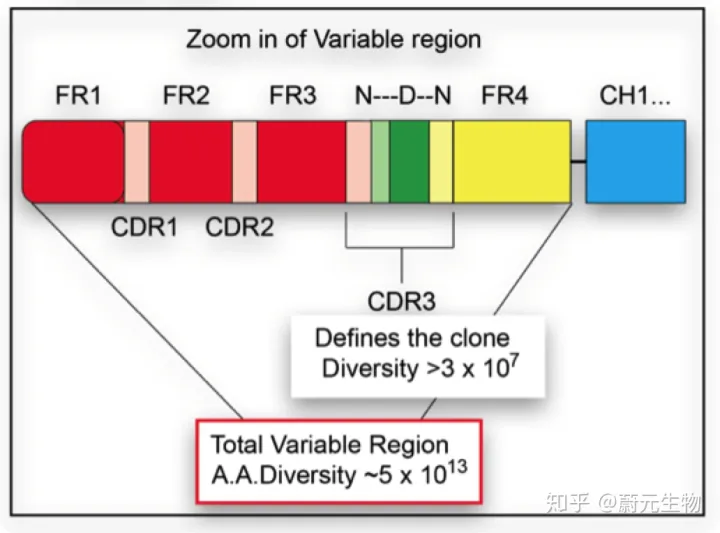 Zoom in of Variable region
FR1 FR2 FR3 N---D--N FR4 CH1...
CDR1 CDR2
CDR3
Defines the clone
Diversity >3 x 10⁷
Total Variable Region
A.A.Diversity ~5 x 10¹³
知乎 @蔚元生物